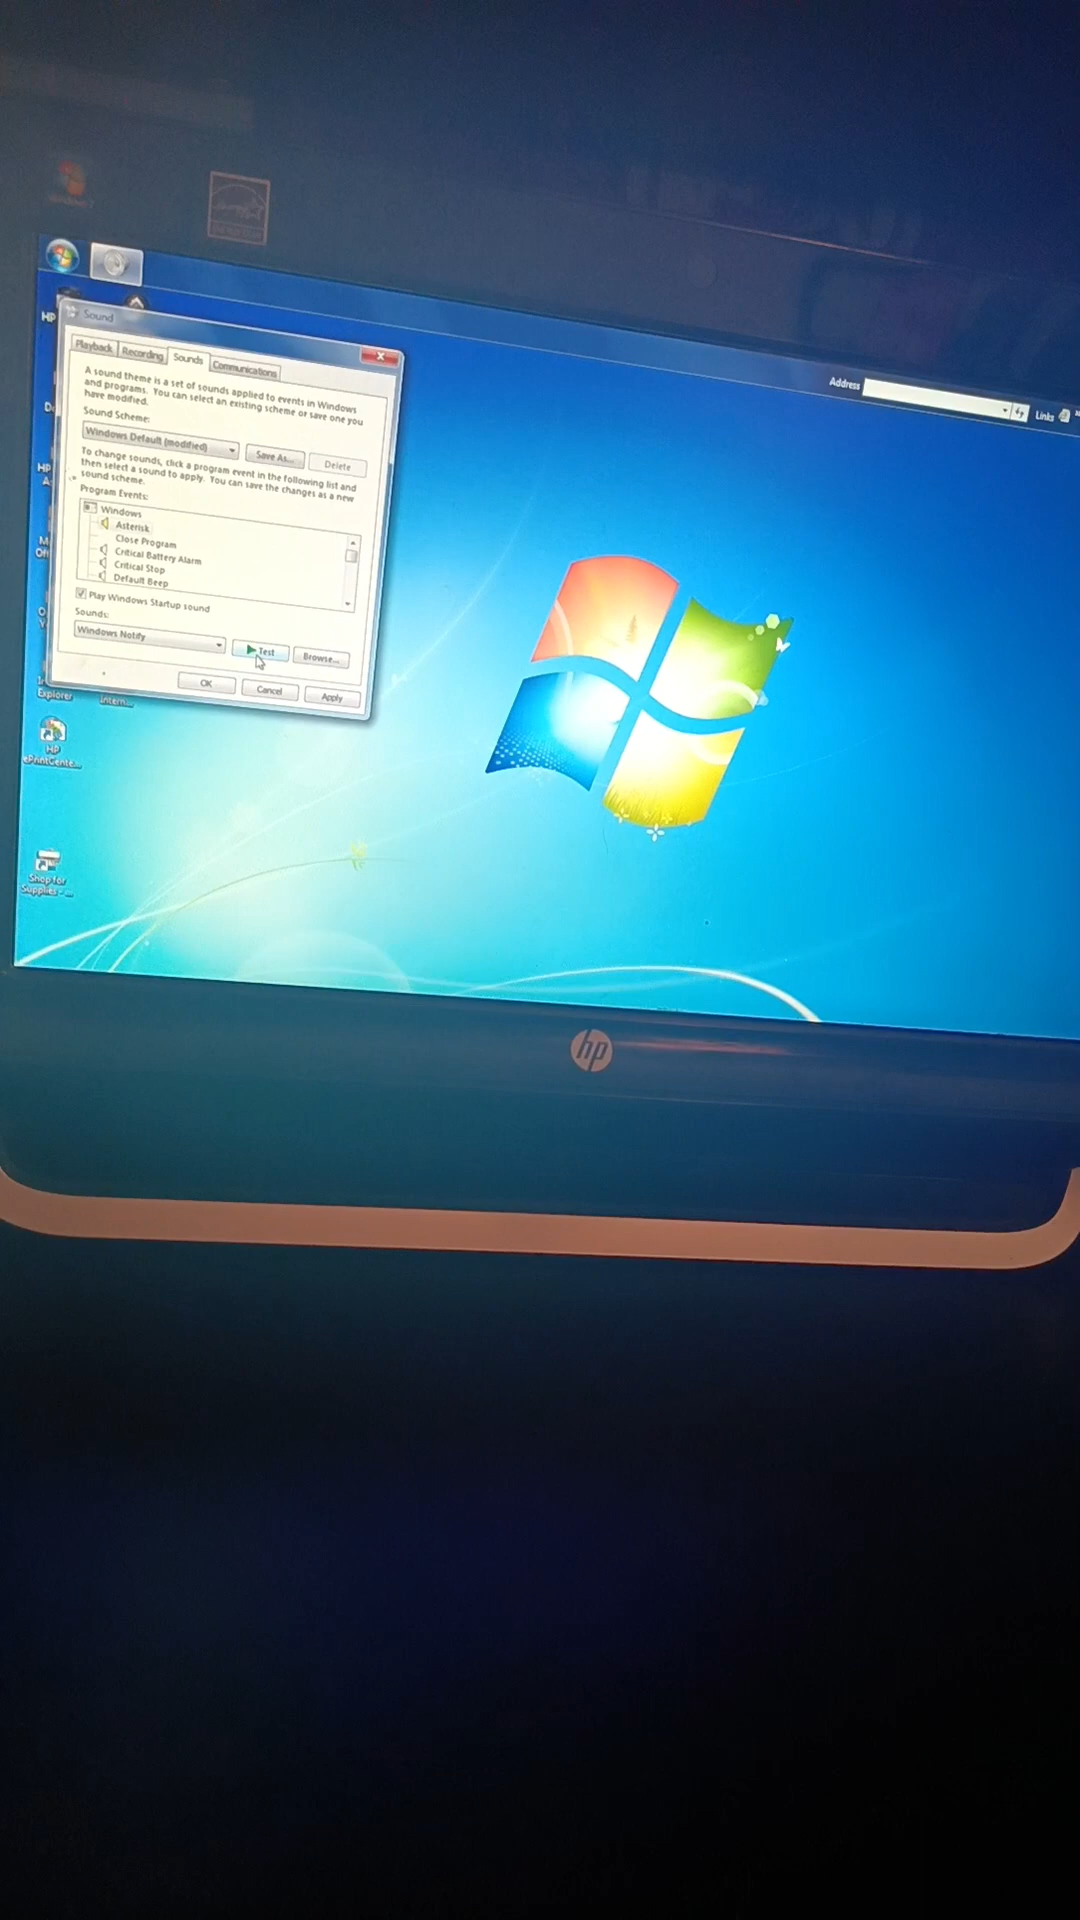 Sound
Playback
Recording
Sounds
Communications
A sound theme is a set of sounds applied to events in Windows
and programs. You can select an existing scheme or save one you
have modified.
Sound Scheme:
Windows Default (modified)
Save As...
Delete
To change sounds, click a program event in the following list and
then select a sound to apply. You can save the changes as a new
sound scheme.
Program Events:
Windows
Asterisk
Close Program
Critical Battery Alarm
Critical Stop
Default Beep
Play Windows Startup sound
Sounds:
Windows Notify
Test
Browse...
OK
Cancel
Apply
Address
Links
HP
HP
Explorer
Intern...
HP
ePrintCente...
Shop for
Supplies - ...
hp